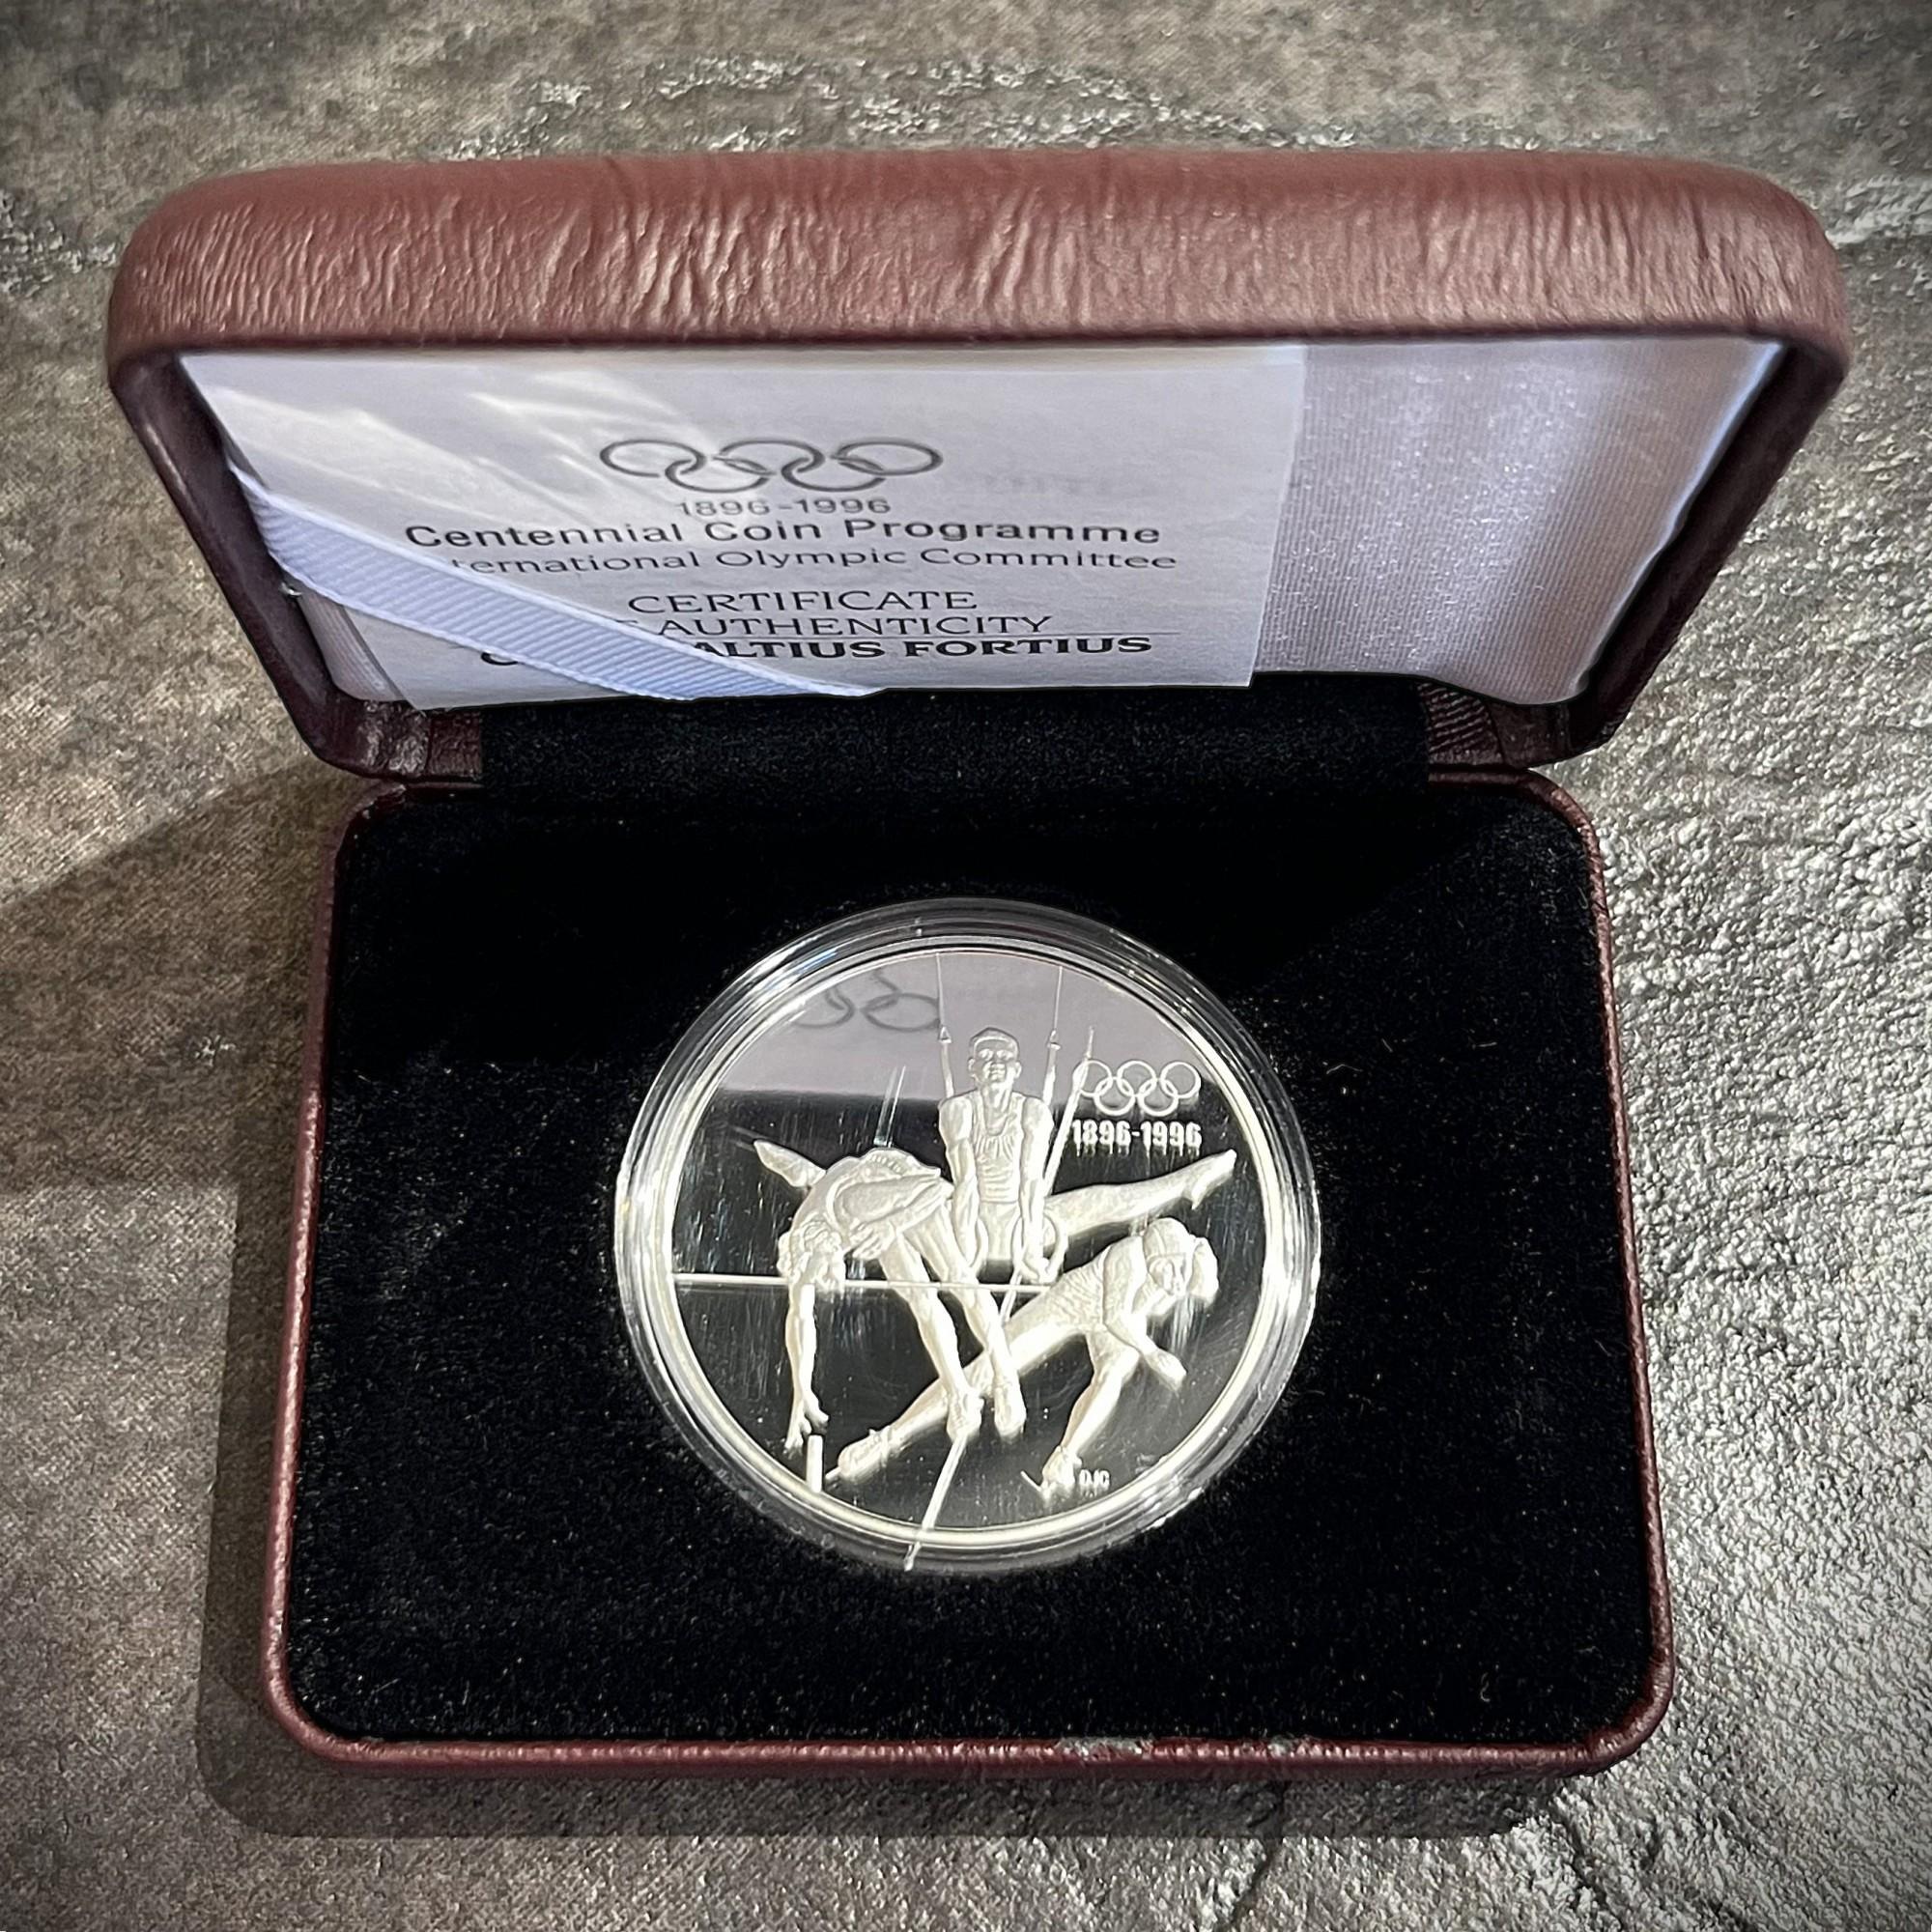 1896-1996
Centennial Coin Programme
ternational Olympic Committee
CERTIFICATE
AUTHENTICITY
ALTIUS FORTIUS
1896-1996
DJC